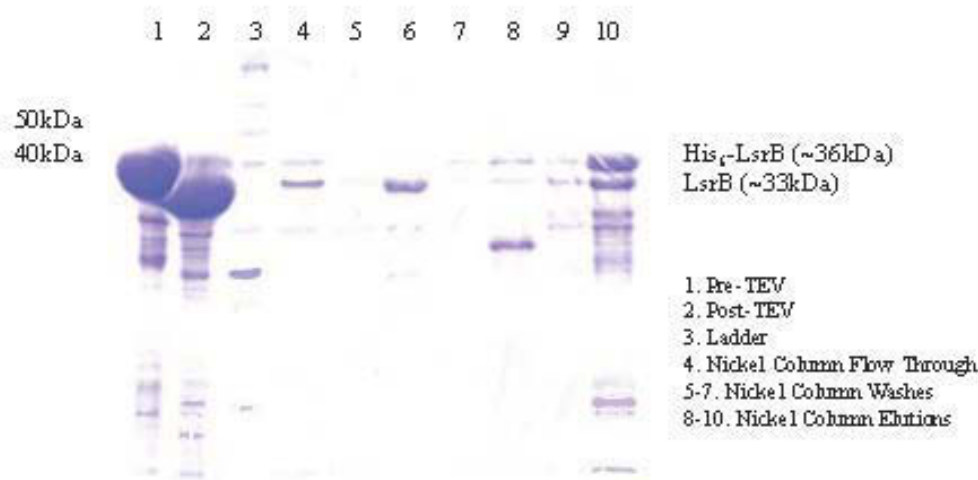 1 2 3 4 5 6 7 8 9 10
50kDa
40kDa
His₆-LsrB (~36kDa)
LsrB (~33kDa)
1. Pre-TEV
2. Post-TEV
3. Ladder
4. Nickel Column Flow Through
5-7. Nickel Column Washes
8-10. Nickel Column Elutions